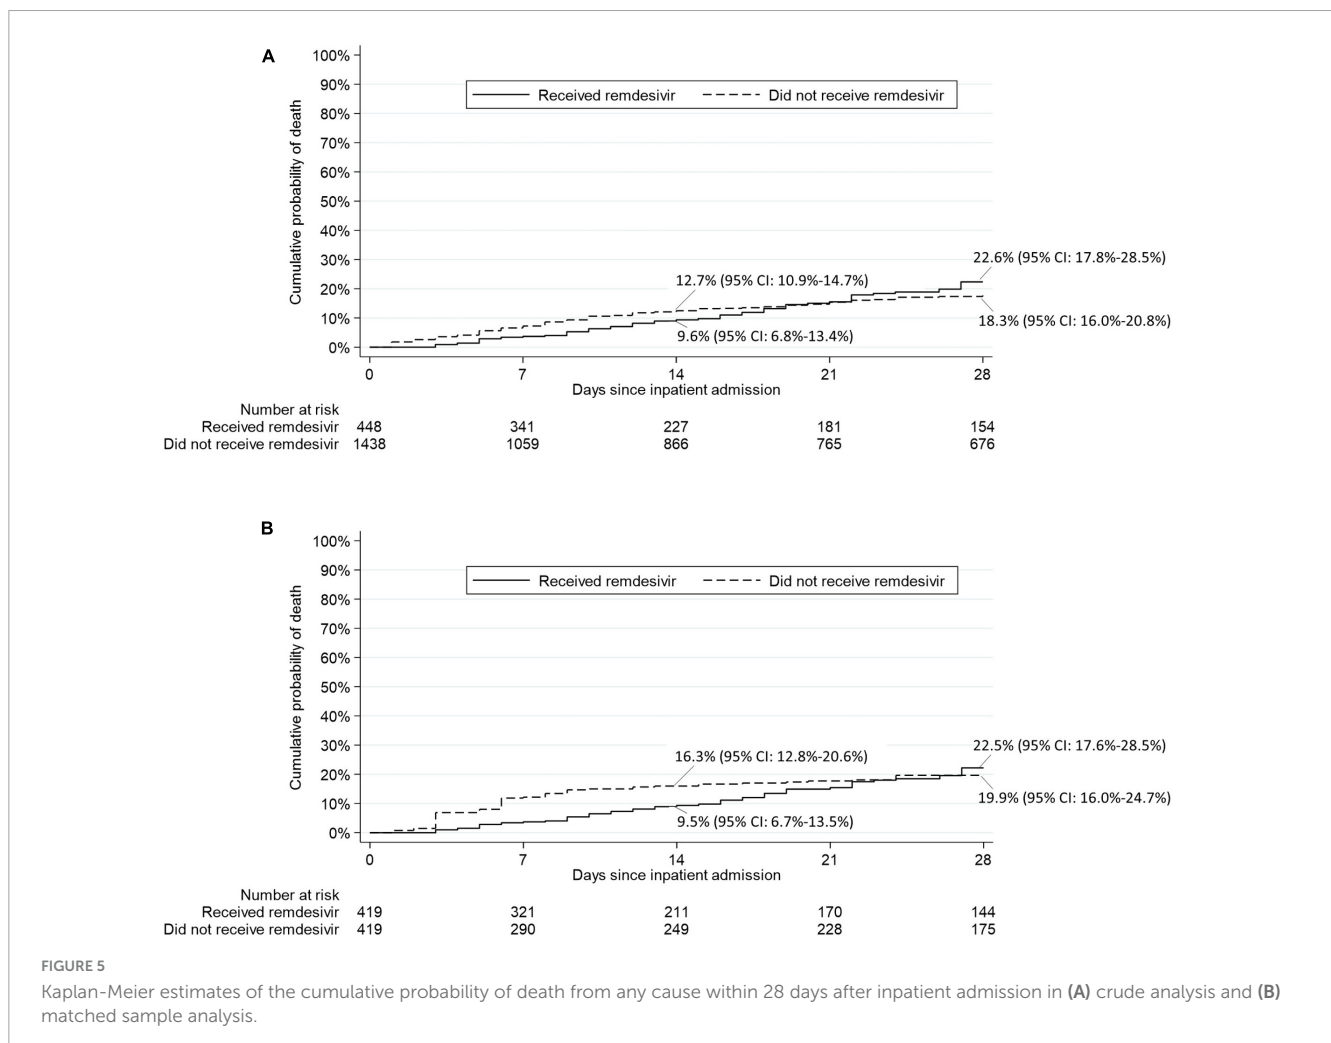 A
Cumulative probability of death
100%
90%
80%
70%
60%
50%
40%
30%
20%
10%
0%
Received remdesivir
Did not receive remdesivir
12.7% (95% CI: 10.9%-14.7%)
9.6% (95% CI: 6.8%-13.4%)
22.6% (95% CI: 17.8%-28.5%)
18.3% (95% CI: 16.0%-20.8%)
0 7 14 21 28
Days since inpatient admission
Number at risk
Received remdesivir 448 341 227 181 154
Did not receive remdesivir 1438 1059 866 765 676
B
Cumulative probability of death
100%
90%
80%
70%
60%
50%
40%
30%
20%
10%
0%
Received remdesivir
Did not receive remdesivir
16.3% (95% CI: 12.8%-20.6%)
9.5% (95% CI: 6.7%-13.5%)
22.5% (95% CI: 17.6%-28.5%)
19.9% (95% CI: 16.0%-24.7%)
0 7 14 21 28
Days since inpatient admission
Number at risk
Received remdesivir 419 321 211 170 144
Did not receive remdesivir 419 290 249 228 175
FIGURE 5
Kaplan-Meier estimates of the cumulative probability of death from any cause within 28 days after inpatient admission in (A) crude analysis and (B)
matched sample analysis.